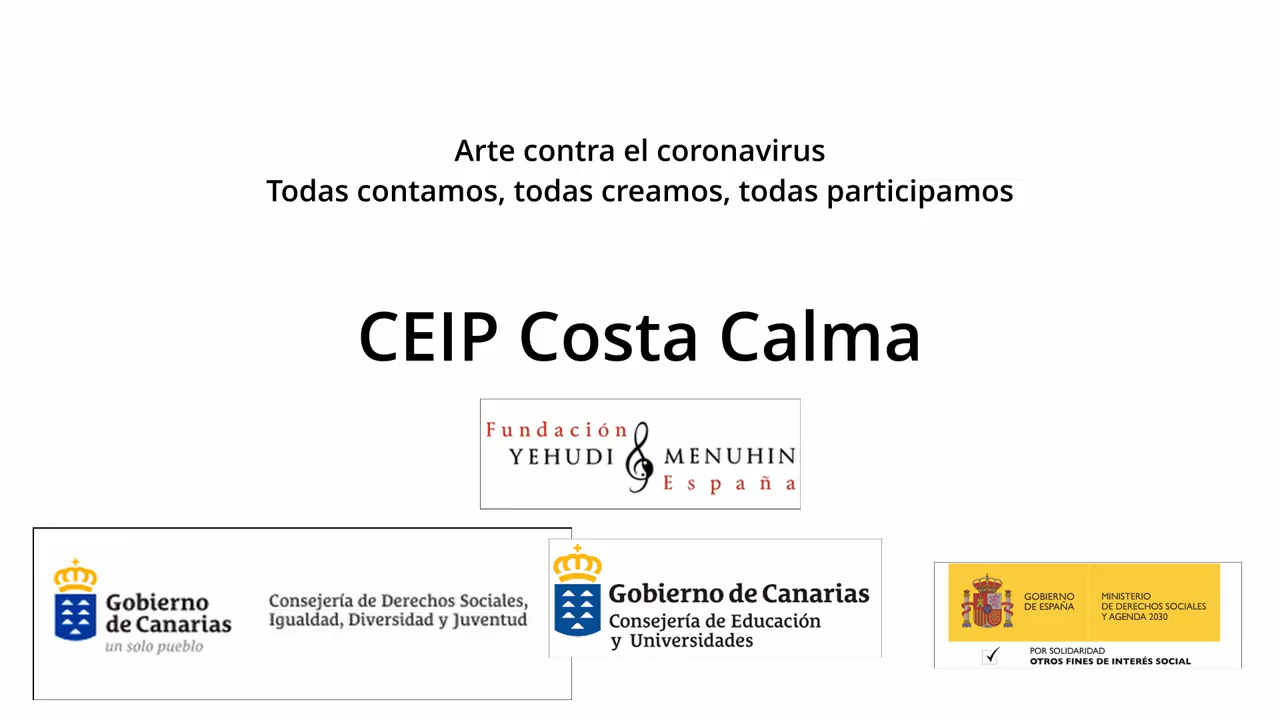 Arte contra el coronavirus
Todas contamos, todas creamos, todas participamos
CEIP Costa Calma
Fundación
YEHUDI MENUHIN
España
Gobierno
de Canarias
un solo pueblo
Consejería de Derechos Sociales,
Igualdad, Diversidad y Juventud
Gobierno de Canarias
Consejería de Educación
y Universidades
GOBIERNO
DE ESPAÑA
MINISTERIO
DE DERECHOS SOCIALES
Y AGENDA 2030
POR SOLIDARIDAD
OTROS FINES DE INTERÉS SOCIAL